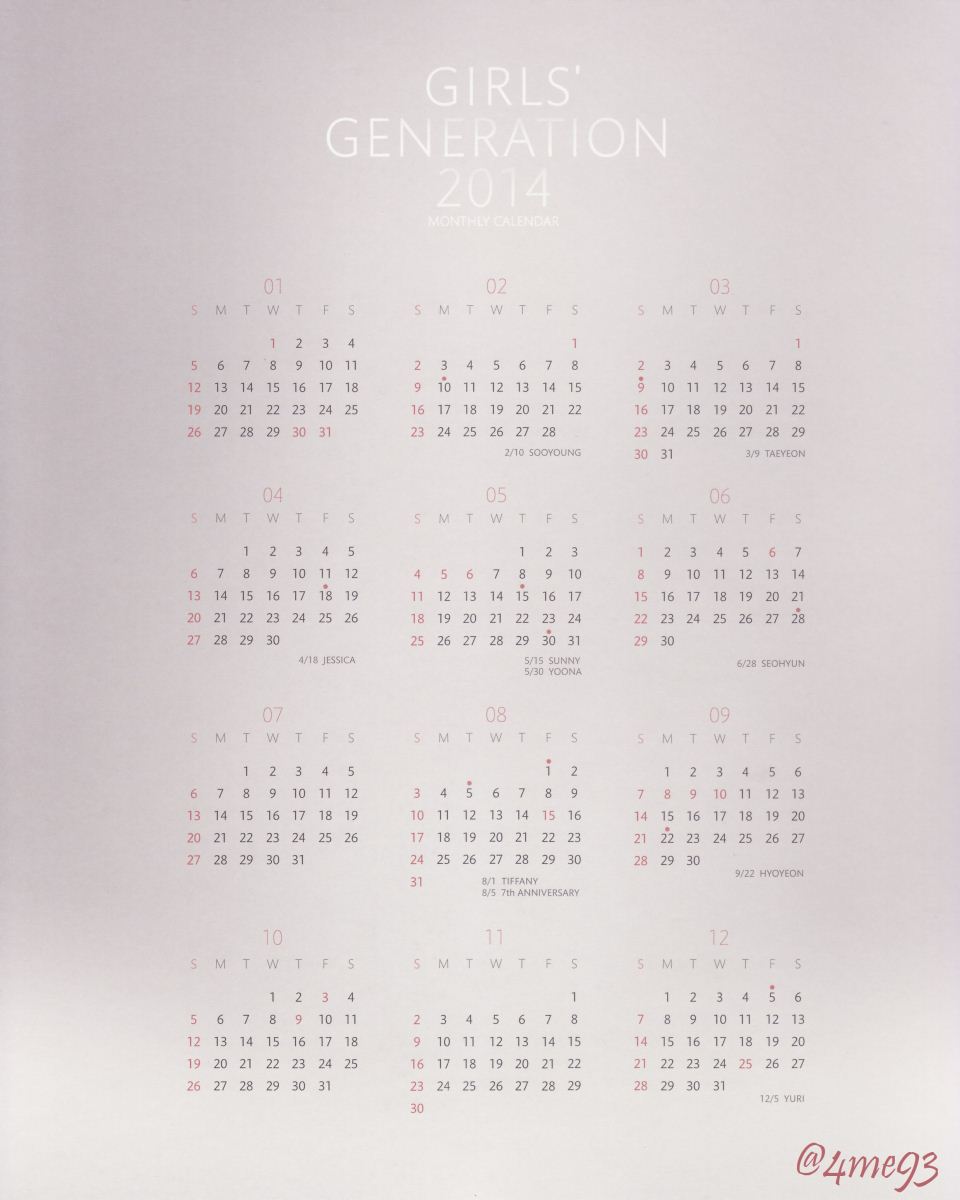 GIRLS'
GENERATION
2014
MONTHLY CALENDAR
01
S M T W T F S
1 2 3 4
5 6 7 8 9 10 11
12 13 14 15 16 17 18
19 20 21 22 23 24 25
26 27 28 29 30 31
02
S M T W T F S
1
2 3 4 5 6 7 8
9 10 11 12 13 14 15
16 17 18 19 20 21 22
23 24 25 26 27 28
2/10 SOOYOUNG
03
S M T W T F S
1
2 3 4 5 6 7 8
9 10 11 12 13 14 15
16 17 18 19 20 21 22
23 24 25 26 27 28 29
30 31
3/9 TAEYEON
04
S M T W T F S
1 2 3 4 5
6 7 8 9 10 11 12
13 14 15 16 17 18 19
20 21 22 23 24 25 26
27 28 29 30
4/18 JESSICA
05
S M T W T F S
1 2 3
4 5 6 7 8 9 10
11 12 13 14 15 16 17
18 19 20 21 22 23 24
25 26 27 28 29 30 31
5/15 SUNNY
5/30 YOONA
06
S M T W T F S
1 2 3 4 5 6 7
8 9 10 11 12 13 14
15 16 17 18 19 20 21
22 23 24 25 26 27 28
29 30
6/28 SEOHYUN
07
S M T W T F S
1 2 3 4 5
6 7 8 9 10 11 12
13 14 15 16 17 18 19
20 21 22 23 24 25 26
27 28 29 30 31
08
S M T W T F S
1 2
3 4 5 6 7 8 9
10 11 12 13 14 15 16
17 18 19 20 21 22 23
24 25 26 27 28 29 30
31
8/1 TIFFANY
8/5 7th ANNIVERSARY
09
S M T W T F S
1 2 3 4 5 6
7 8 9 10 11 12 13
14 15 16 17 18 19 20
21 22 23 24 25 26 27
28 29 30
9/22 HYOYEON
10
S M T W T F S
1 2 3 4
5 6 7 8 9 10 11
12 13 14 15 16 17 18
19 20 21 22 23 24 25
26 27 28 29 30 31
11
S M T W T F S
1
2 3 4 5 6 7 8
9 10 11 12 13 14 15
16 17 18 19 20 21 22
23 24 25 26 27 28 29
30
12
S M T W T F S
1 2 3 4 5 6
7 8 9 10 11 12 13
14 15 16 17 18 19 20
21 22 23 24 25 26 27
28 29 30 31
12/5 YURI
@4me93